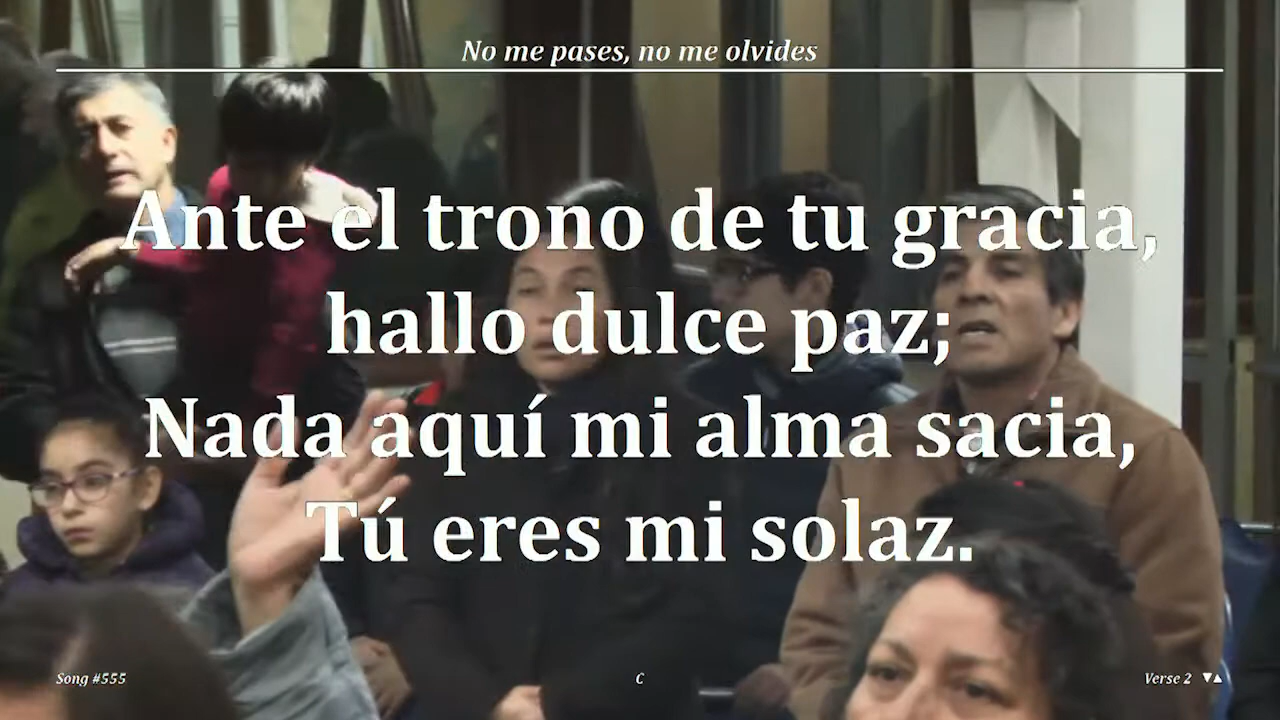 No me pases, no me olvides
Ante el trono de tu gracia,
hallo dulce paz;
Nada aquí mi alma sacia,
Tú eres mi solaz.
Song #555 C Verse 2 ▼▲